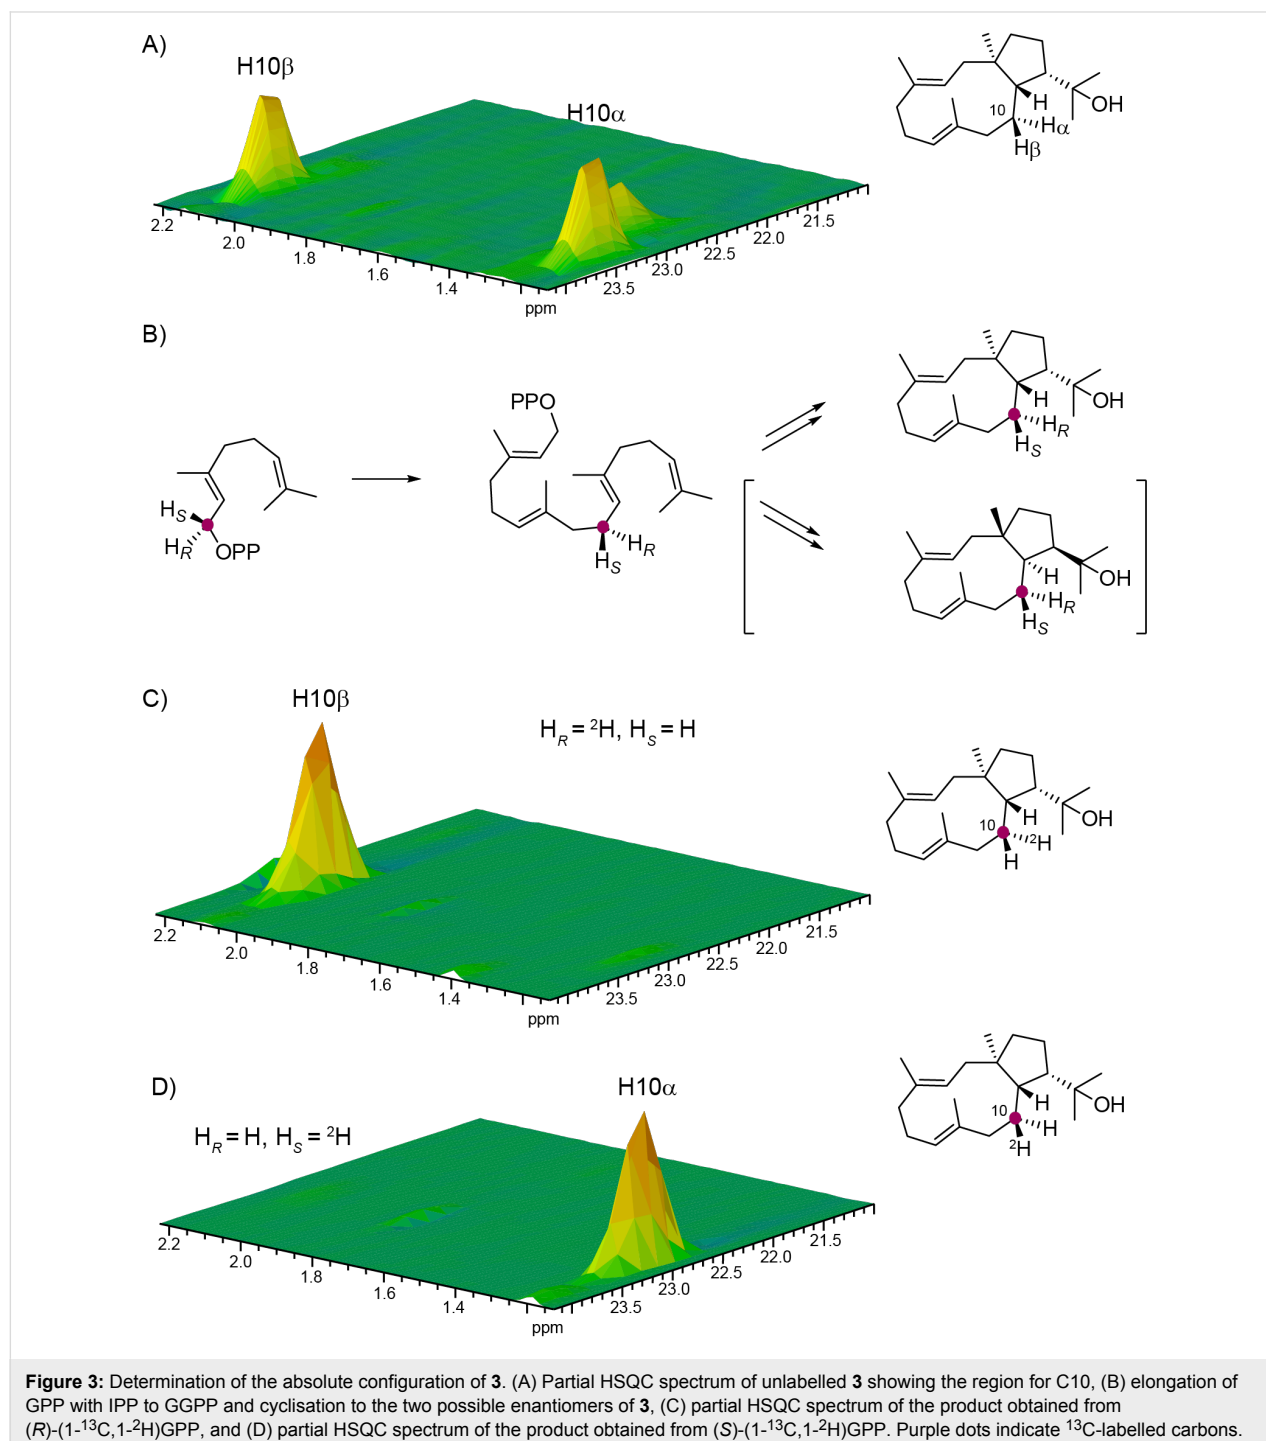 A)
H10β
H10α
10
H
Hα
Hβ
OH
2.2
2.0
1.8
1.6
1.4
ppm
23.5
23.0
22.5
22.0
21.5
B)
HS
HR
OPP
PPO
HR
HS
H
HR
HS
OH
H
HR
HS
OH
C)
H10β
HR = ²H, HS = H
10
H
²H
H
OH
2.2
2.0
1.8
1.6
1.4
ppm
23.5
23.0
22.5
22.0
21.5
D)
H10α
HR = H, HS = ²H
10
H
H
²H
OH
2.2
2.0
1.8
1.6
1.4
ppm
23.5
23.0
22.5
22.0
21.5
Figure 3: Determination of the absolute configuration of 3. (A) Partial HSQC spectrum of unlabelled 3 showing the region for C10, (B) elongation of
GPP with IPP to GGPP and cyclisation to the two possible enantiomers of 3, (C) partial HSQC spectrum of the product obtained from
(R)-(1-¹³C,1-²H)GPP, and (D) partial HSQC spectrum of the product obtained from (S)-(1-¹³C,1-²H)GPP. Purple dots indicate ¹³C-labelled carbons.